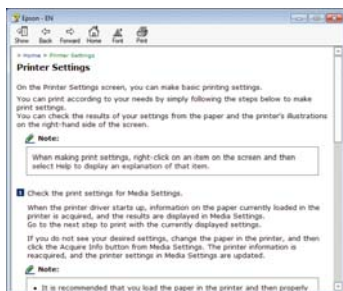 Epson - EN
Show Back Forward Home Font Print
> Home > Printer Settings
Printer Settings
On the Printer Settings screen, you can make basic printing settings.
You can print according to your needs by simply following the steps below to make
print settings.
You can check the results of your settings from the paper and the printer's illustrations
on the right-hand side of the screen.
Note:
When making print settings, right-click on an item on the screen and then
select Help to display an explanation of that item.
1 Check the print settings for Media Settings.
When the printer driver starts up, information on the paper currently loaded in the
printer is acquired, and the results are displayed in Media Settings.
Go to the next step to print with the currently displayed settings.
If you do not see your desired settings, change the paper in the printer, and then
click the Acquire Info button from Media Settings. The printer information is
reacquired, and the printer settings in Media Settings are updated.
Note:
• It is recommended that you load the paper in the printer and then properly